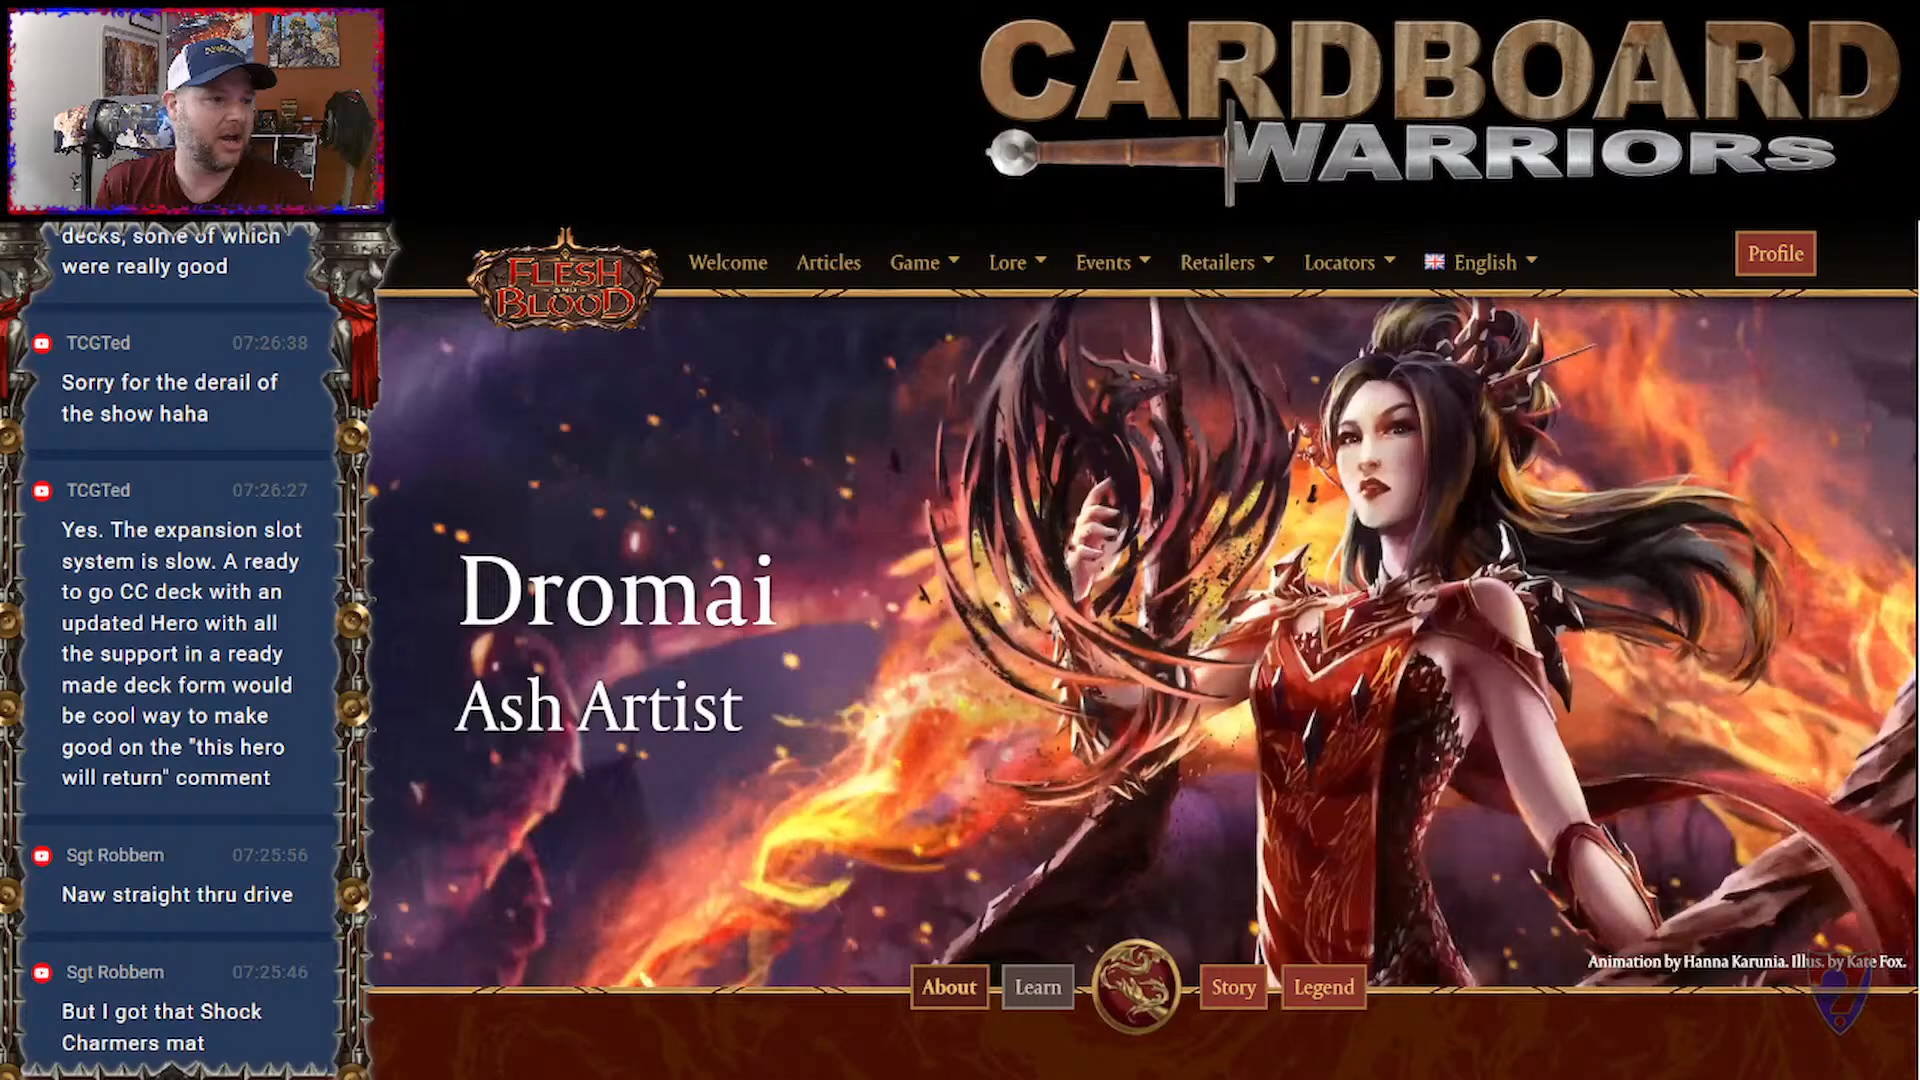 CARDBOARD
WARRIORS
decks, some of which
were really good
TCGTed 07:26:38
Sorry for the derail of
the show haha
TCGTed 07:26:27
Yes. The expansion slot
system is slow. A ready
to go CC deck with an
updated Hero with all
the support in a ready
made deck form would
be cool way to make
good on the "this hero
will return" comment
Sgt Robbem 07:25:56
Naw straight thru drive
Sgt Robbem 07:25:46
But I got that Shock
Charmers mat
FLESH
AND
BLOOD
Welcome Articles Game Lore Events Retailers Locators English Profile
Dromai
Ash Artist
Animation by Hanna Karunia. Illus. by Kate Fox.
About Learn Story Legend